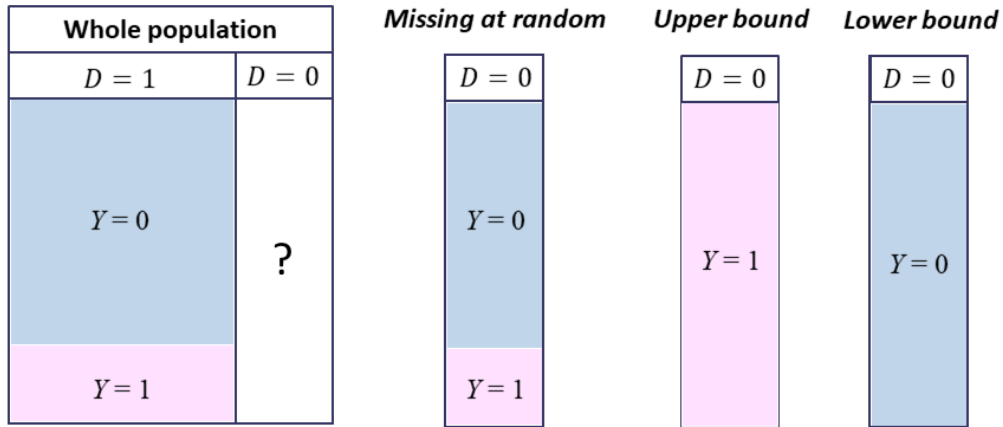 Whole population
D = 1
D = 0
Y = 0
?
Y = 1
Missing at random
D = 0
Y = 0
Y = 1
Upper bound
D = 0
Y = 1
Lower bound
D = 0
Y = 0